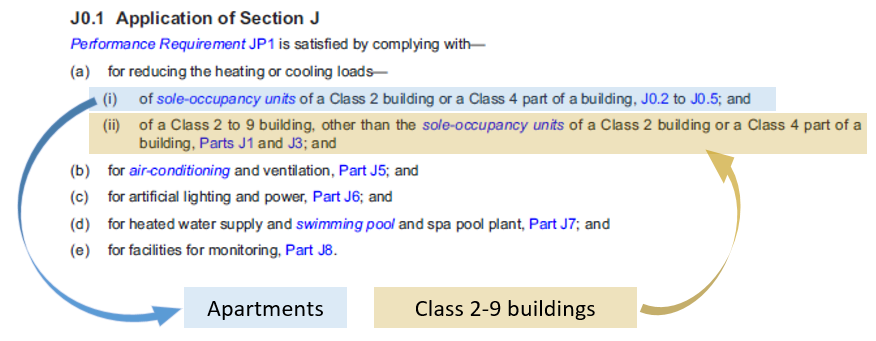 J0.1 Application of Section J
Performance Requirement JP1 is satisfied by complying with—
(a) for reducing the heating or cooling loads—
(i) of sole-occupancy units of a Class 2 building or a Class 4 part of a building, J0.2 to J0.5; and
(ii) of a Class 2 to 9 building, other than the sole-occupancy units of a Class 2 building or a Class 4 part of a
building, Parts J1 and J3; and
(b) for air-conditioning and ventilation, Part J5; and
(c) for artificial lighting and power, Part J6; and
(d) for heated water supply and swimming pool and spa pool plant, Part J7; and
(e) for facilities for monitoring, Part J8.
Apartments
Class 2-9 buildings